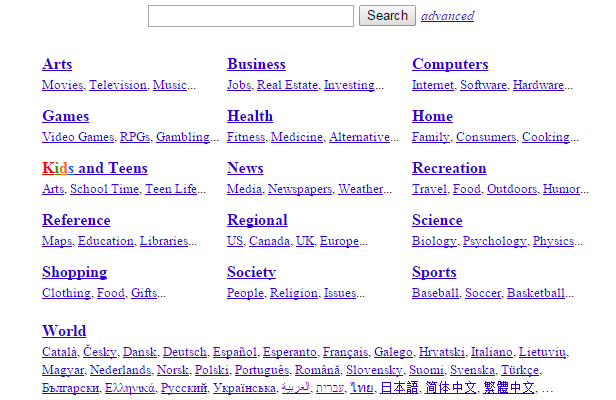 Search advanced
Arts Business Computers
Movies, Television, Music... Jobs, Real Estate, Investing... Internet, Software, Hardware...
Games Health Home
Video Games, RPGs, Gambling... Fitness, Medicine, Alternative... Family, Consumers, Cooking...
Kids and Teens News Recreation
Arts, School Time, Teen Life... Media, Newspapers, Weather... Travel, Food, Outdoors, Humor...
Reference Regional Science
Maps, Education, Libraries... US, Canada, UK, Europe... Biology, Psychology, Physics...
Shopping Society Sports
Clothing, Food, Gifts... People, Religion, Issues... Baseball, Soccer, Basketball...
World
Català, Česky, Dansk, Deutsch, Español, Esperanto, Français, Galego, Hrvatski, Italiano, Lietuvių,
Magyar, Nederlands, Norsk, Polski, Português, Română, Slovensky, Suomi, Svenska, Türkçe,
Български, Ελληνικά, Русский, Українська, العربية, עברית, ไทย, 日本語, 简体中文, 繁體中文, ...